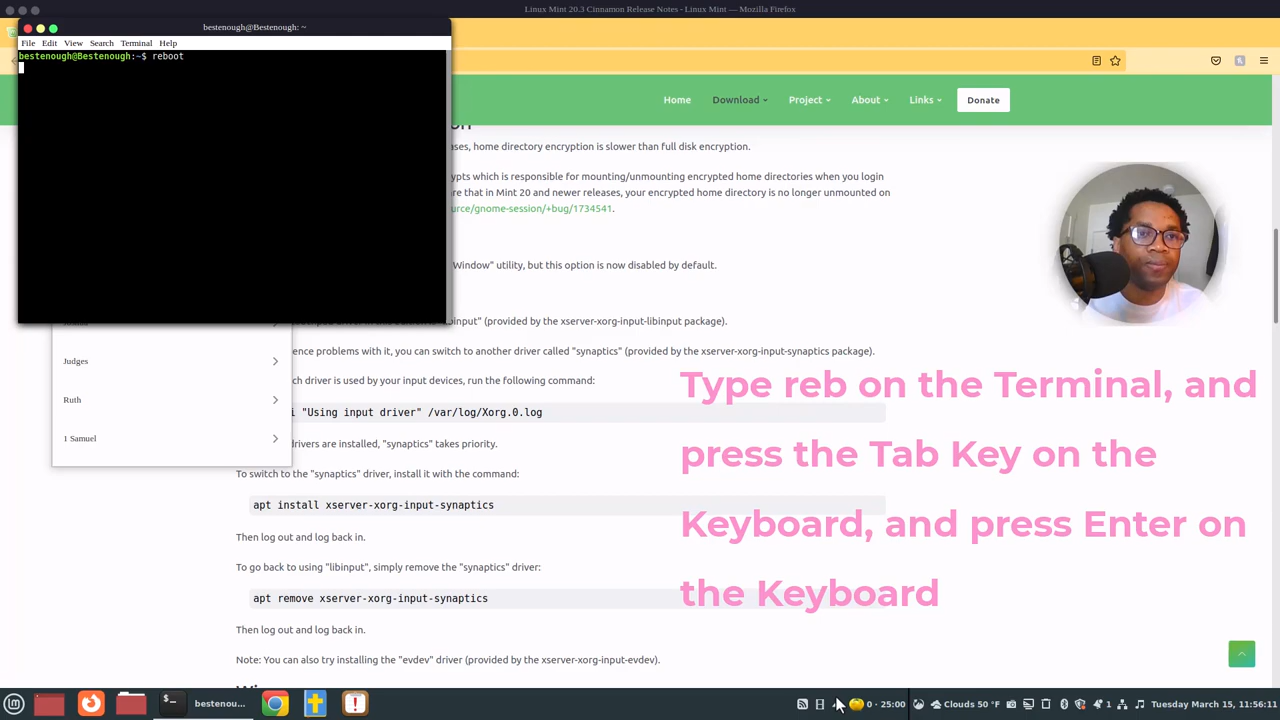 Linux Mint 20.3 Cinnamon Release Notes - Linux Mint — Mozilla Firefox
bestenough@Bestenough: ~
File Edit View Search Terminal Help
bestenough@Bestenough:~$ reboot
Home Download Project About Links Donate
ases, home directory encryption is slower than full disk encryption.
ypts which is responsible for mounting/unmounting encrypted home directories when you login
are that in Mint 20 and newer releases, your encrypted home directory is no longer unmounted on
urce/gnome-session/+bug/1734541.
Window" utility, but this option is now disabled by default.
input" (provided by the xserver-xorg-input-libinput package).
Judges
ence problems with it, you can switch to another driver called "synaptics" (provided by the xserver-xorg-input-synaptics package).
ch driver is used by your input devices, run the following command:
Ruth
i "Using input driver" /var/log/Xorg.0.log
1 Samuel
drivers are installed, "synaptics" takes priority.
To switch to the "synaptics" driver, install it with the command:
apt install xserver-xorg-input-synaptics
Then log out and log back in.
To go back to using "libinput", simply remove the "synaptics" driver:
apt remove xserver-xorg-input-synaptics
Then log out and log back in.
Note: You can also try installing the "evdev" driver (provided by the xserver-xorg-input-evdev).
Type reb on the Terminal, and
press the Tab Key on the
Keyboard, and press Enter on
the Keyboard
bestenou...
0 · 25:00
Clouds 50 °F
1
Tuesday March 15, 11:56:11